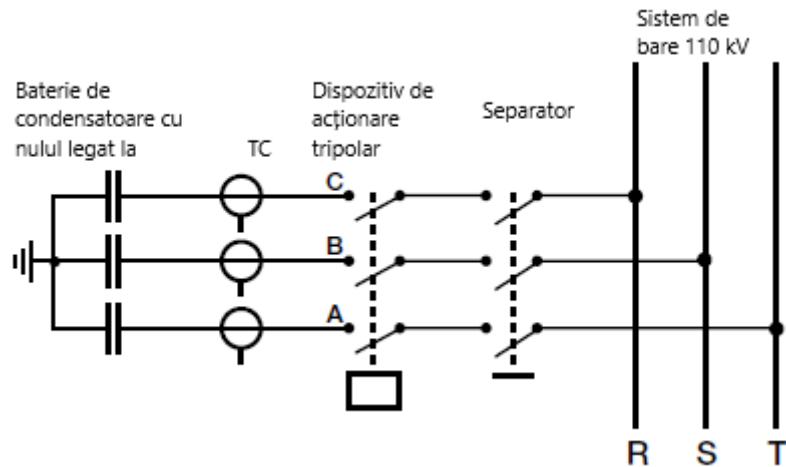 Sistem de
bare 110 kV
Baterie de
condensatoare cu
nulul legat la
TC
Dispozitiv de
acționare
tripolar
Separator
C
B
A
R S T